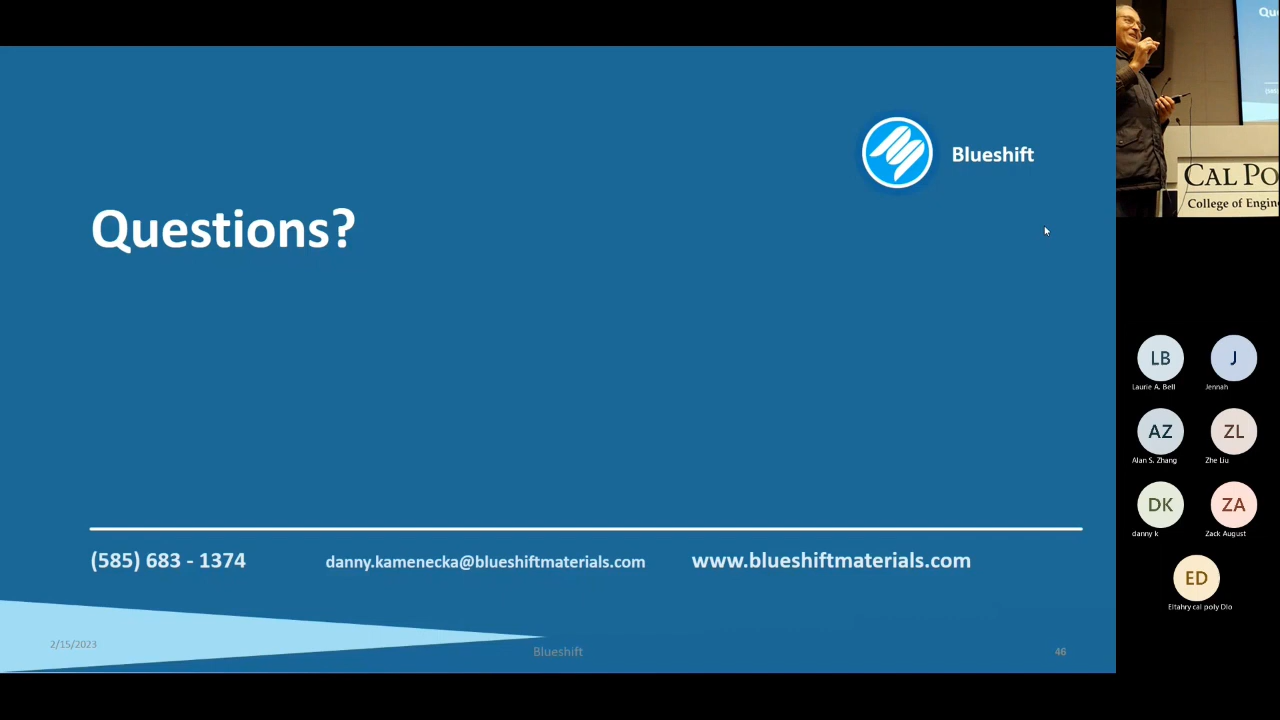 Blueshift
Questions?
(585) 683 - 1374
danny.kamenecka@blueshiftmaterials.com
www.blueshiftmaterials.com
2/15/2023
Blueshift
46
Que
CAL PO
College of Engin
LB
Laurie A. Bell
J
Jennah
AZ
Alan S. Zhang
ZL
Zhe Liu
DK
danny k
ZA
Zack August
ED
Eltahry cal poly Dlo